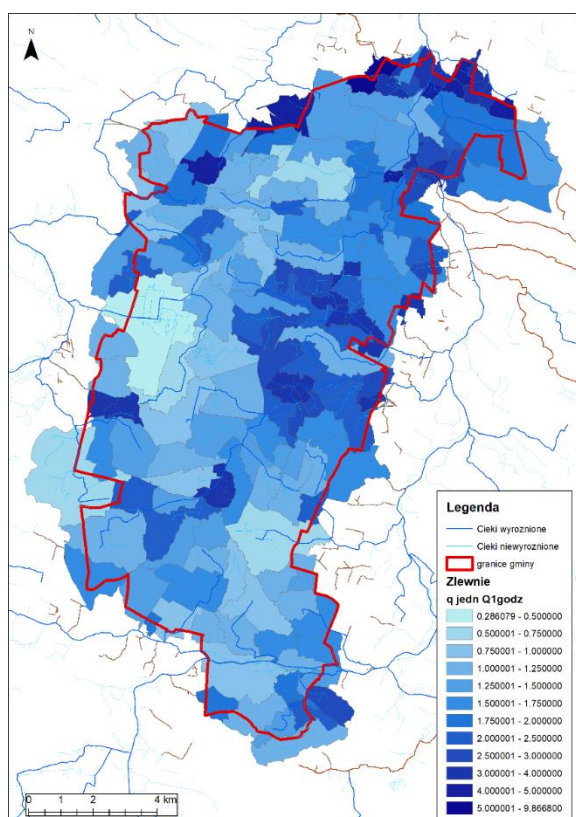 N
Legenda
Cieki wyroznione
Cieki niewyroznione
granice gminy
Zlewnie
q jedn Q1godz
0.286079 - 0.500000
0.500001 - 0.750000
0.750001 - 1.000000
1.000001 - 1.250000
1.250001 - 1.500000
1.500001 - 1.750000
1.750001 - 2.000000
2.000001 - 2.500000
2.500001 - 3.000000
3.000001 - 4.000000
4.000001 - 5.000000
5.000001 - 9.866800
0 1 2 4 km